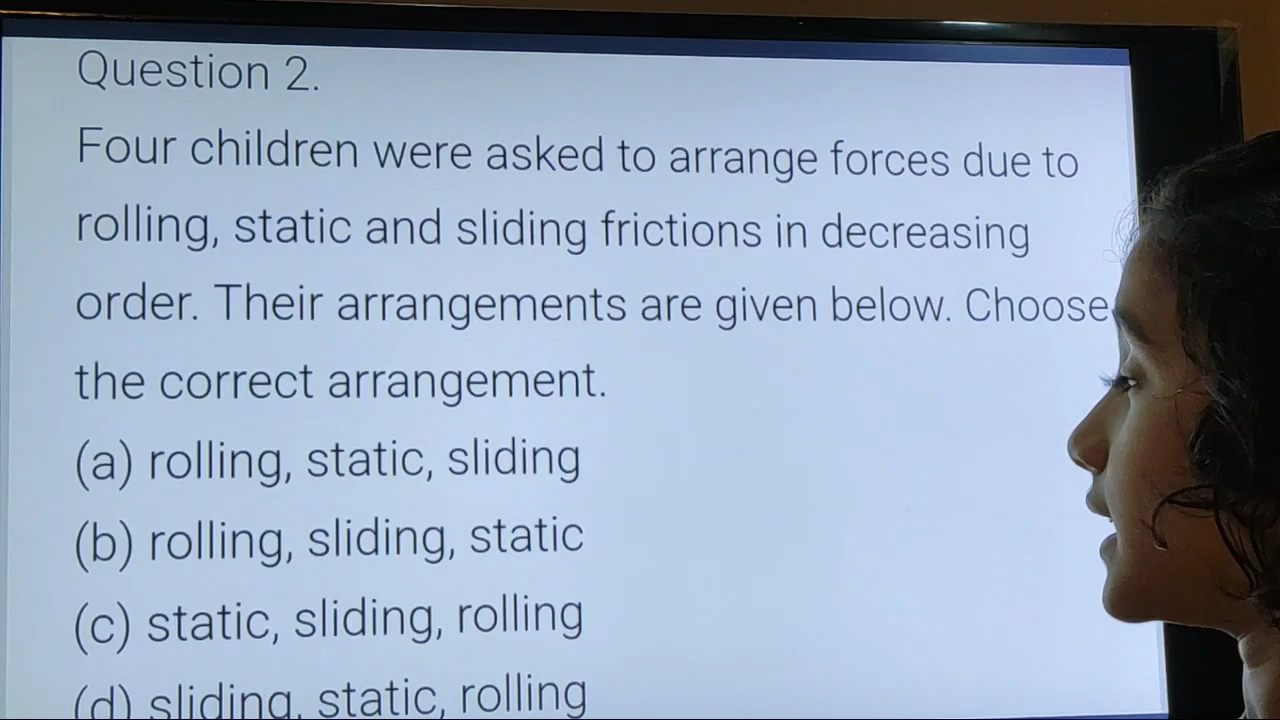 Question 2.
Four children were asked to arrange forces due to
rolling, static and sliding frictions in decreasing
order. Their arrangements are given below. Choose
the correct arrangement.
(a) rolling, static, sliding
(b) rolling, sliding, static
(c) static, sliding, rolling
(d) sliding, static, rolling